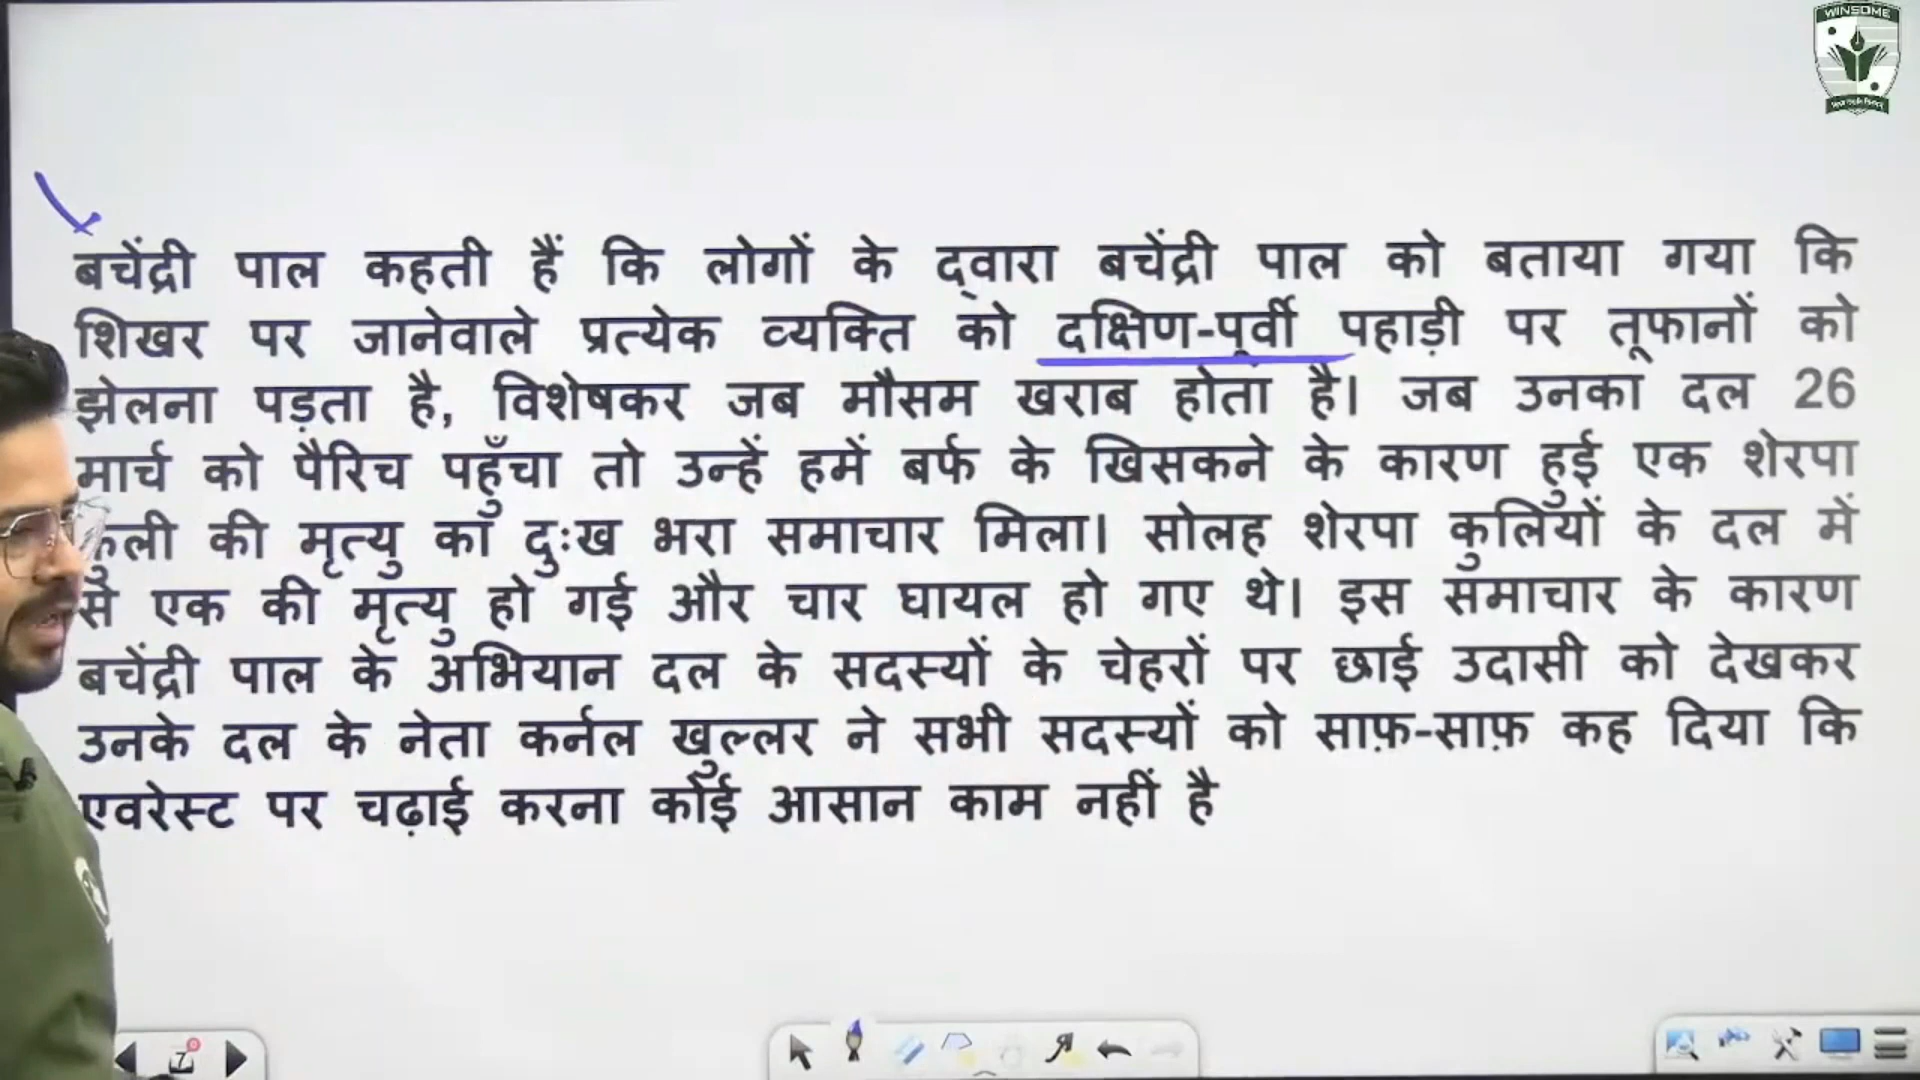 WINSOME
बचेंद्री पाल कहती हैं कि लोगों के द्वारा बचेंद्री पाल को बताया गया कि
शिखर पर जानेवाले प्रत्येक व्यक्ति को दक्षिण-पूर्वी पहाड़ी पर तूफानों को
झेलना पड़ता है, विशेषकर जब मौसम खराब होता है। जब उनका दल 26
मार्च को पैरिच पहुँचा तो उन्हें हमें बर्फ के खिसकने के कारण हुई एक शेरपा
कुली की मृत्यु का दुःख भरा समाचार मिला। सोलह शेरपा कुलियों के दल में
से एक की मृत्यु हो गई और चार घायल हो गए थे। इस समाचार के कारण
बचेंद्री पाल के अभियान दल के सदस्यों के चेहरों पर छाई उदासी को देखकर
उनके दल के नेता कर्नल खुल्लर ने सभी सदस्यों को साफ़-साफ़ कह दिया कि
एवरेस्ट पर चढ़ाई करना कोई आसान काम नहीं है
7